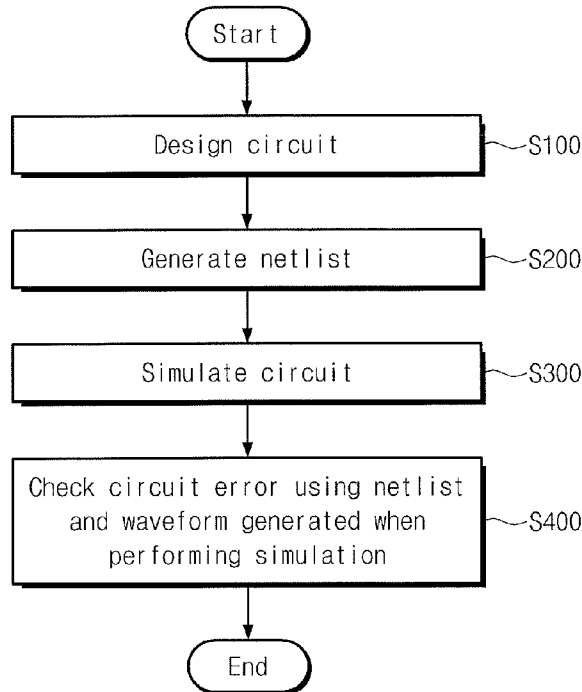 Start
Design circuit
S100
Generate netlist
S200
Simulate circuit
S300
Check circuit error using netlist
and waveform generated when
performing simulation
S400
End